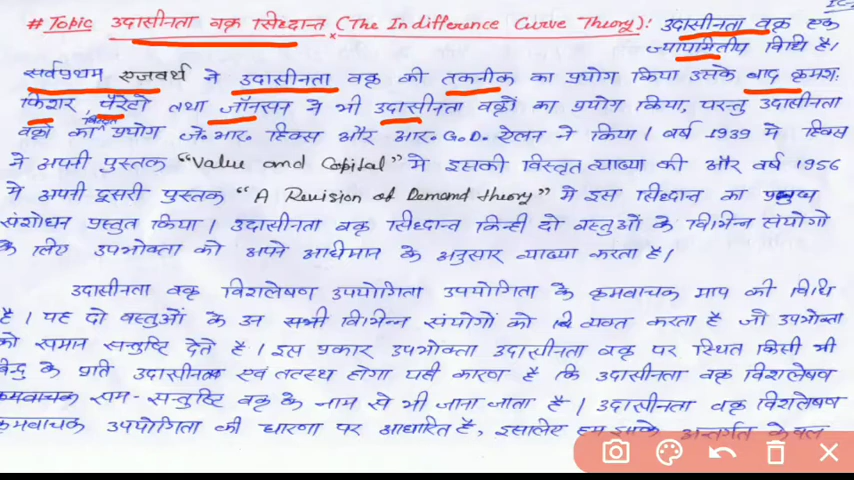 IC-
# Topic उदासीनता वक्र सिद्धान्त (The Indifference Curve Theory): उदासीनता वक्र एक
ज्यामितीय विधि है।
सर्वप्रथम एजवर्थ ने उदासीनता वक्र की तकनीक का प्रयोग किया उसके बाद क्रमश:
फिशर, पैरेटो तथा जॉनसन ने भी उदासीनता वक्रों का प्रयोग किया, परन्तु उदासीनता
वक्रों का विस्तृत प्रयोग जे. आर. हिक्स और आर. G.D. ऐलन ने किया। वर्ष 1939 मे हिक्स
ने अपनी पुस्तक "Value and Capital" मे इसकी विस्तृत व्याख्या की और वर्ष 1956
मे अपनी दूसरी पुस्तक "A Revision of Demand theory" मे इस सिद्धान्त का
संशोधन प्रस्तुत किया। उदासीनता वक्र सिद्धान्त किन्ही दो वस्तुओं के विभिन्न संयोगो
के लिए उपभोक्ता को अपने अधिमान के अनुसार व्याख्या करता है।
उदासीनता वक्र विशलेषण उपयोगिता उपयोगिता के क्रमवाचक माप की विधि
है। यह दो वस्तुओं के उन सभी विभिन्न संयोगों को व्यक्त करता है जो उपभोक्ता
को समान सन्तुष्टि देते है। इस प्रकार उपभोक्ता उदासीनता वक्र पर स्थित किसी भी
बिन्दु के प्रति उदासीनता एवं तटस्थ होगा यही कारण है कि उदासीनता वक्र विशलेषण
क्रमवाचक सम-सन्तुष्टि वक्र के नाम से भी जाना जाता है। उदासीनता वक्र विशलेषण
क्रमवाचक उपयोगिता की धारणा पर आधारित है, इसलिए हम इसके अन्तर्गत केवल